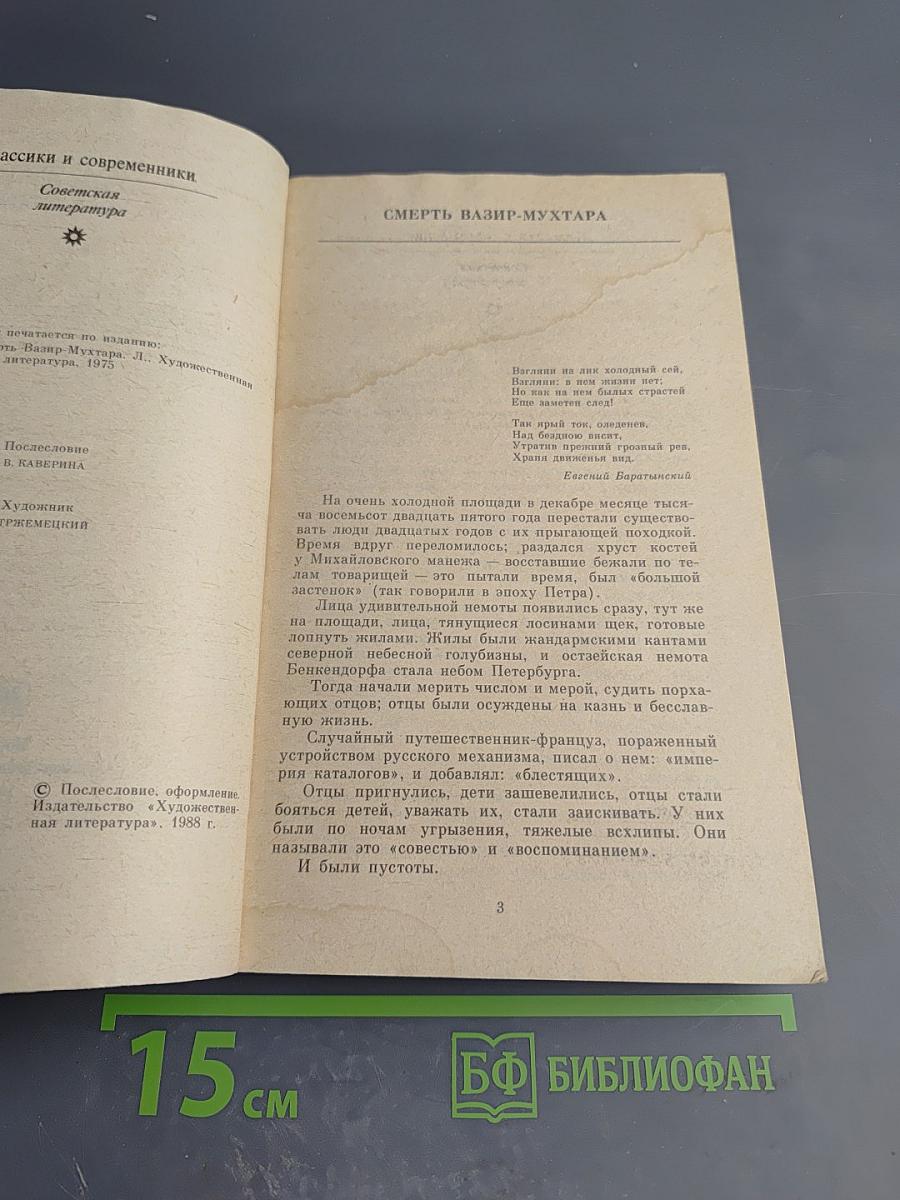 ассики и современники
Советская
литература
печатается по изданию:
рть Вазир-Мухтара. Л., Художественная
литература, 1975
Послесловие
В. КАВЕРИНА
Художник
ТРЖЕМЕЦКИЙ
© Послесловие, оформление.
Издательство «Художествен-
ная литература», 1988 г.
СМЕРТЬ ВАЗИР-МУХТАРА
Взгляни на лик холодный сей,
Взгляни: в нем жизни нет;
Но как на нем былых страстей
Еще заметен след!
Так ярый ток, оледенев,
Над бездною висит,
Утратив прежний грозный рев,
Храня движенья вид.
Евгений Баратынский
На очень холодной площади в декабре месяце тыся-
ча восемьсот двадцать пятого года перестали существо-
вать люди двадцатых годов с их прыгающей походкой.
Время вдруг переломилось; раздался хруст костей
у Михайловского манежа — восставшие бежали по те-
лам товарищей — это пытали время, был «большой
застенок» (так говорили в эпоху Петра).
Лица удивительной немоты появились сразу, тут же
на площади, лица, тянущиеся лосинами щек, готовые
лопнуть жилами. Жилы были жандармскими кантами
северной небесной голубизны, и остзейская немота
Бенкендорфа стала небом Петербурга.
Тогда начали мерить числом и мерой, судить порха-
ющих отцов; отцы были осуждены на казнь и бесслав-
ную жизнь.
Случайный путешественник-француз, пораженный
устройством русского механизма, писал о нем: «импе-
рия каталогов», и добавлял: «блестящих».
Отцы пригнулись, дети зашевелились, отцы стали
бояться детей, уважать их, стали заискивать. У них
были по ночам угрызения, тяжелые всхлипы. Они
называли это «совестью» и «воспоминанием».
И были пустоты.
3
15 см
БФ БИБЛИОФАН